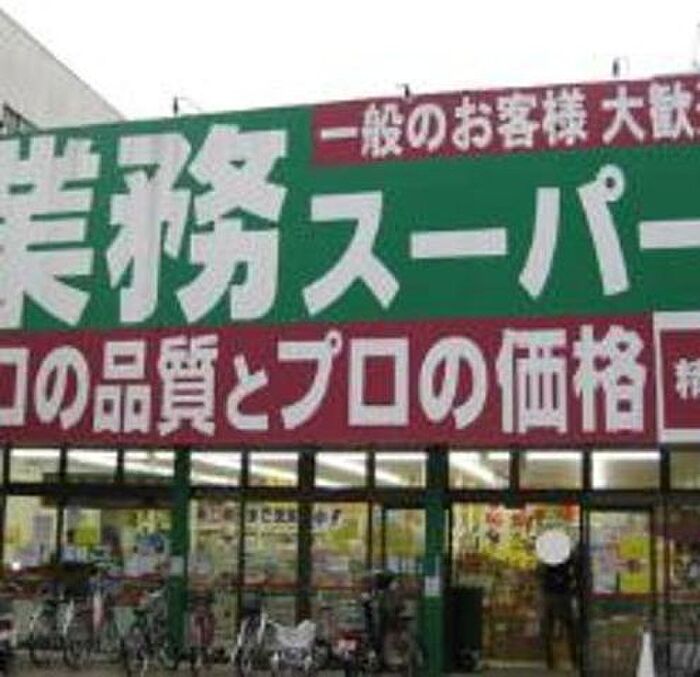 一般のお客様 大歓
業務スーパー
ロの品質とプロの価格